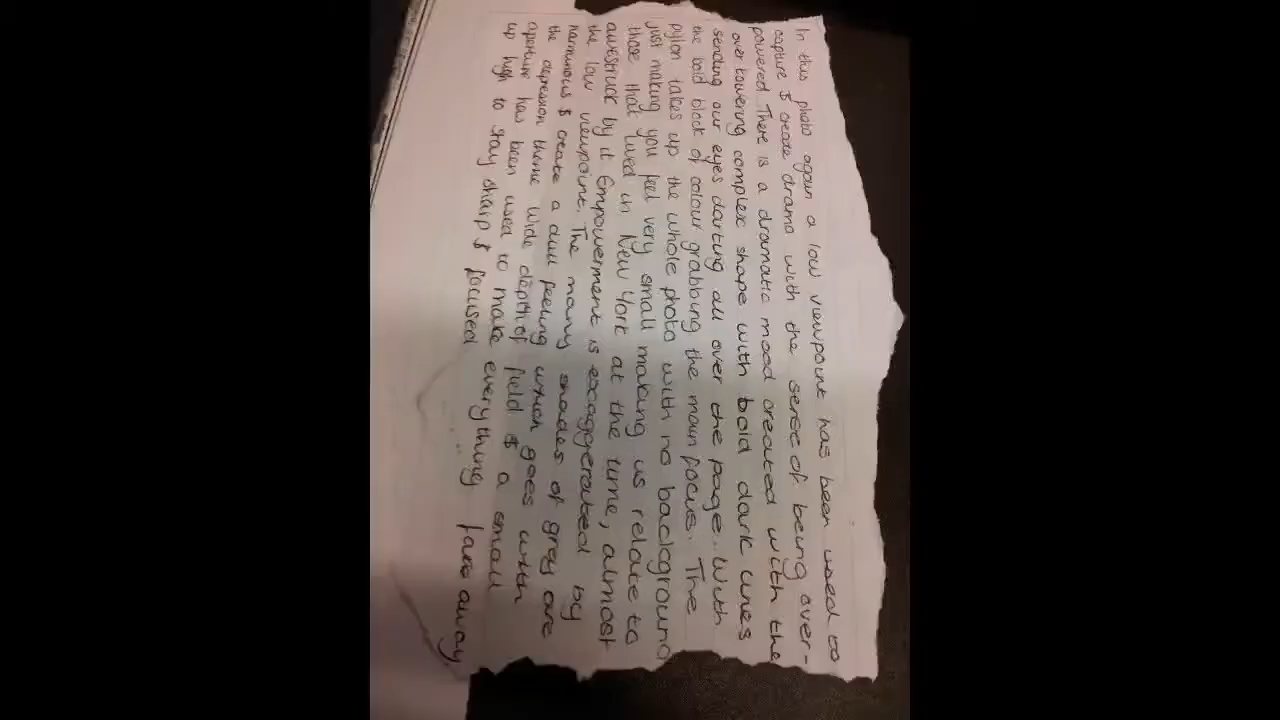 In this photo again a low viewpoint has been used to
capture & create drama with the sense of being over-
powered. There is a dramatic mood created with the
over towering complex shape with bold dark lines
sending our eyes darting all over the page. With
the bold block of colour grabbing the main focus. The
pylon takes up the whole photo with no background
just making you feel very small making us relate to
those that lived in New York at the time, almost
awestruck by it. Empowerment is exaggerated by
the low viewpoint. The many shades of grey are
harminous & create a dull feeling which goes with
the depression theme. Wide depth of field & a small
aperture has been used to make everything far away
up high to stay sharp & focused.